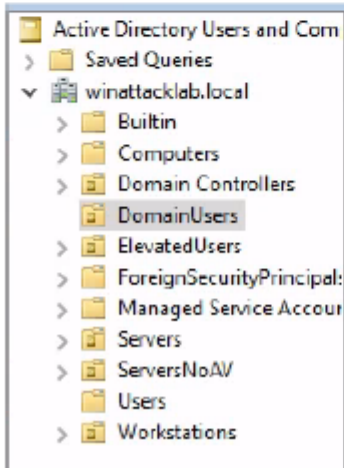 Active Directory Users and Com
Saved Queries
winattacklab.local
Builtin
Computers
Domain Controllers
DomainUsers
ElevatedUsers
ForeignSecurityPrincipals
Managed Service Accour
Servers
ServersNoAV
Users
Workstations